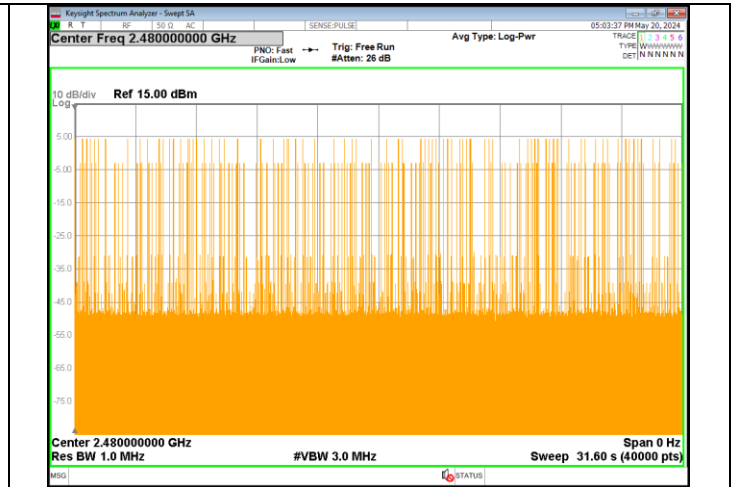 Keysight Spectrum Analyzer - Swept SA
R T RF 50 Ω AC SENSE:PULSE 05:03:37 PM May 20, 2024
Center Freq 2.480000000 GHz Avg Type: Log-Pwr TRACE 1 2 3 4 5 6
PNO: Fast Trig: Free Run TYPE WWWWWW
IFGain:Low #Atten: 26 dB DET N N N N N N
10 dB/div Ref 15.00 dBm
Log
5.00
-5.00
-15.0
-25.0
-35.0
-45.0
-55.0
-65.0
-75.0
Center 2.480000000 GHz Span 0 Hz
Res BW 1.0 MHz #VBW 3.0 MHz Sweep 31.60 s (40000 pts)
MSG STATUS